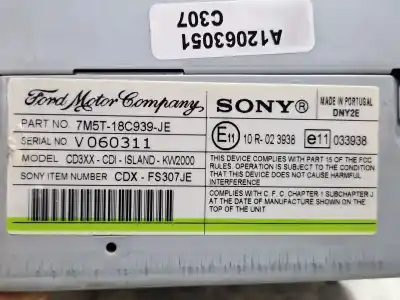 A12063051
C307
Ford Motor Company
SONY®
MADE IN PORTUGAL
DNY2E
PART NO 7M5T-18C939-JE
SERIAL NO V060311
MODEL CD3XX - CDI - ISLAND - KW2000
SONY ITEM NUMBER CDX - FS307JE
E11 10 R- 02 3938 e11 033938
THIS DEVICE COMPLIES WITH PART 15 OF THE FCC
RULES. OPERATION IS SUBJECT TO THE CONDITION
THAT THIS DEVICE DOES NOT CAUSE HARMFUL
INTERFERENCE
COMPLIES WITH C, F, C, CHAPTER 1 SUBCHAPTER J
AT THE DATE OF MANUFACTURE SHOWN ON THE
TOP OF THE UNIT